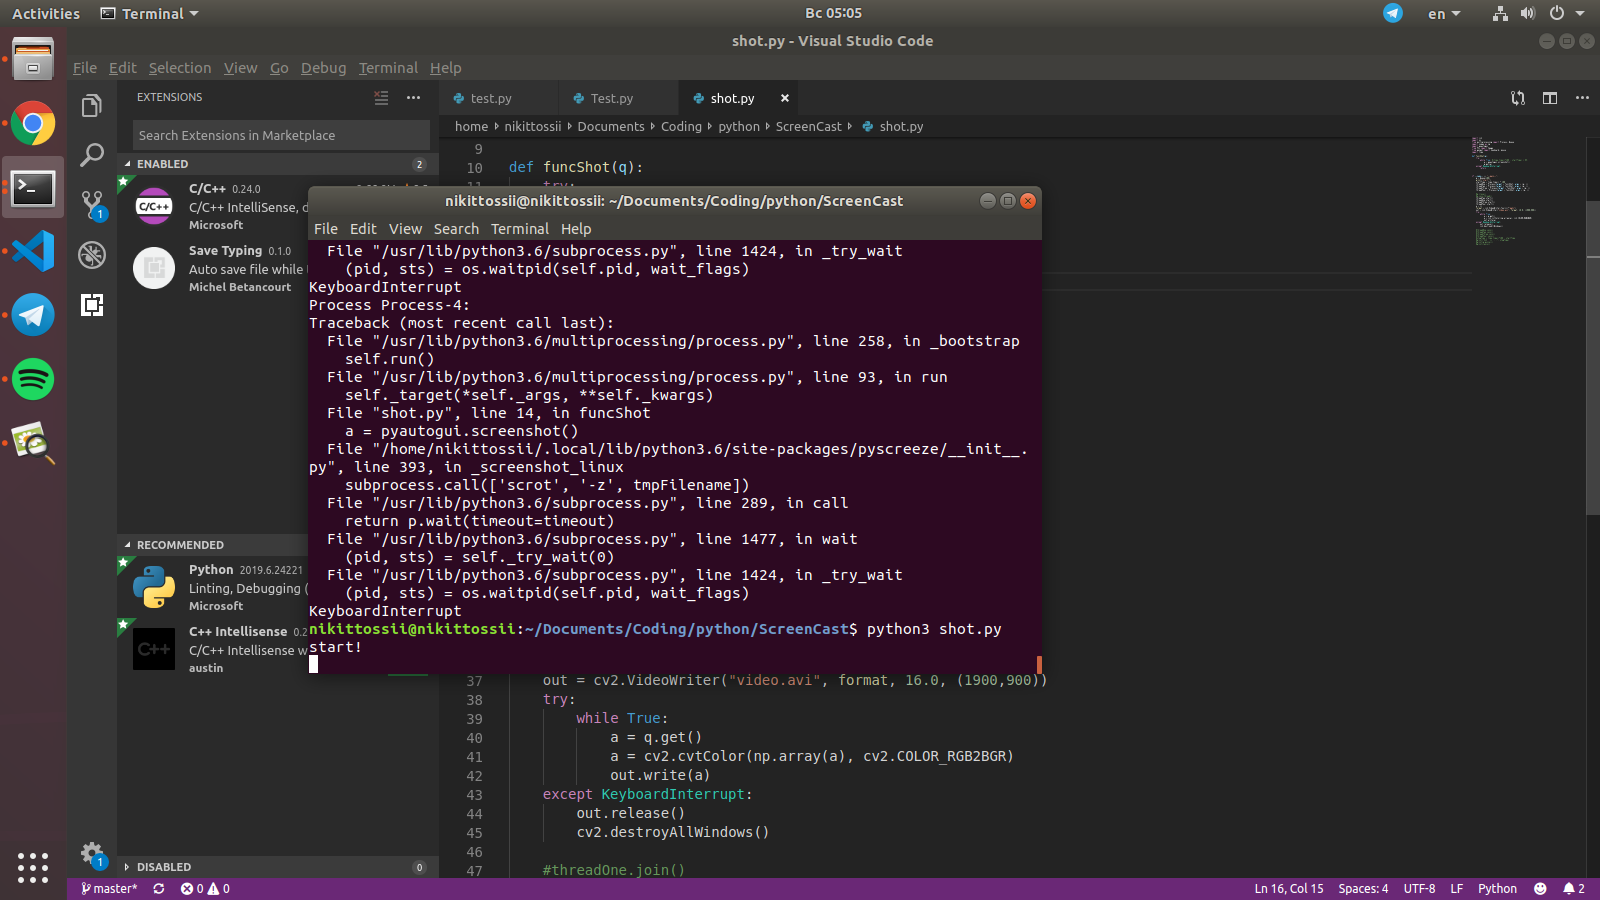 Activities Terminal Вс 05:05 en
shot.py - Visual Studio Code
File Edit Selection View Go Debug Terminal Help
EXTENSIONS
test.py Test.py shot.py
Search Extensions in Marketplace
home nikittossii Documents Coding python ScreenCast shot.py
ENABLED 2
C/C++ 0.24.0
C/C++ IntelliSense, d
Microsoft
Save Typing 0.1.0
Auto save file while
Michel Betancourt
1
9
10 def funcShot(q):
nikittossii@nikittossii: ~/Documents/Coding/python/ScreenCast
File Edit View Search Terminal Help
File "/usr/lib/python3.6/subprocess.py", line 1424, in _try_wait
(pid, sts) = os.waitpid(self.pid, wait_flags)
KeyboardInterrupt
Process Process-4:
Traceback (most recent call last):
File "/usr/lib/python3.6/multiprocessing/process.py", line 258, in _bootstrap
self.run()
File "/usr/lib/python3.6/multiprocessing/process.py", line 93, in run
self._target(*self._args, **self._kwargs)
File "shot.py", line 14, in funcShot
a = pyautogui.screenshot()
File "/home/nikittossii/.local/lib/python3.6/site-packages/pyscreeze/__init__.
py", line 393, in _screenshot_linux
subprocess.call(['scrot', '-z', tmpFilename])
File "/usr/lib/python3.6/subprocess.py", line 289, in call
return p.wait(timeout=timeout)
File "/usr/lib/python3.6/subprocess.py", line 1477, in wait
(pid, sts) = self._try_wait(0)
File "/usr/lib/python3.6/subprocess.py", line 1424, in _try_wait
(pid, sts) = os.waitpid(self.pid, wait_flags)
KeyboardInterrupt
nikittossii@nikittossii:~/Documents/Coding/python/ScreenCast$ python3 shot.py
start!
RECOMMENDED
Python 2019.6.24221
Linting, Debugging (
Microsoft
C++ Intellisense 0.2
C/C++ Intellisense w
austin
37 out = cv2.VideoWriter("video.avi", format, 16.0, (1900,900))
38 try:
39 while True:
40 a = q.get()
41 a = cv2.cvtColor(np.array(a), cv2.COLOR_RGB2BGR)
42 out.write(a)
43 except KeyboardInterrupt:
44 out.release()
45 cv2.destroyAllWindows()
46
47 #threadOne.join()
1
DISABLED 0
master* 0 0 Ln 16, Col 15 Spaces: 4 UTF-8 LF Python 2